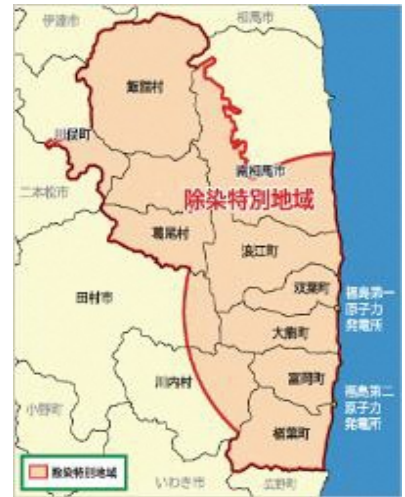 伊達市
相馬市
飯舘村
川俣町
二本松市
南相馬市
除染特別地域
葛尾村
浪江町
田村市
双葉町
福島第一
原子力
発電所
大熊町
川内村
富岡町
福島第二
原子力
発電所
小野町
楢葉町
除染特別地域
いわき市
広野町